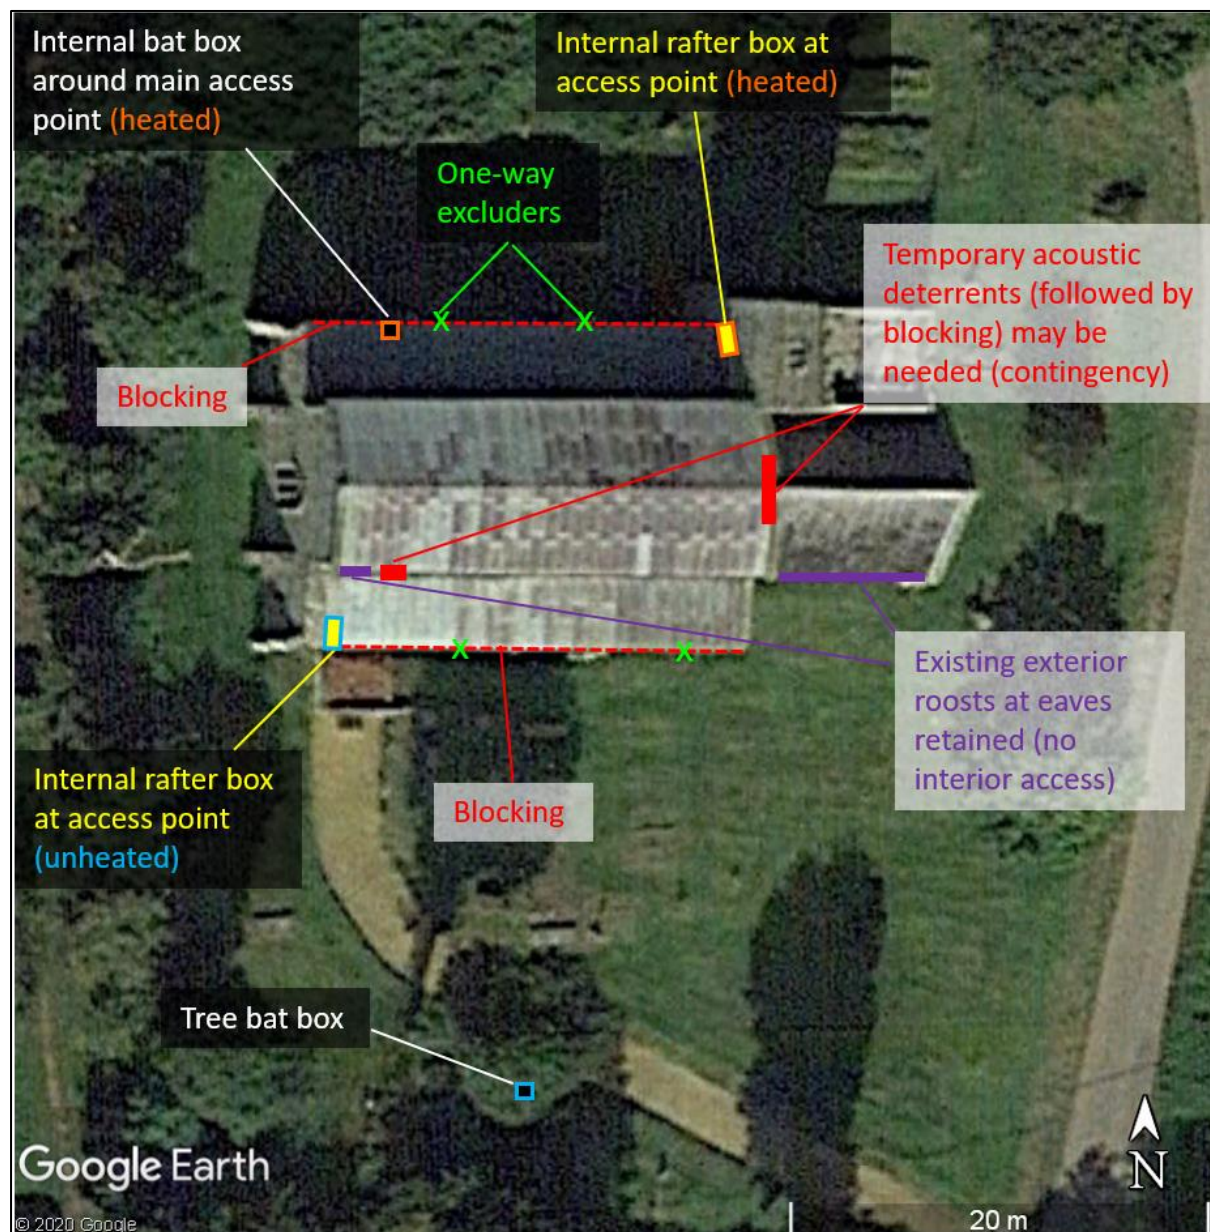 Internal bat box
around main access
point (heated)
Internal rafter box at
access point (heated)
One-way
excluders
Temporary acoustic
deterrents (followed by
blocking) may be
needed (contingency)
Blocking
X
X
X
X
Existing exterior
roosts at eaves
retained (no
interior access)
Internal rafter box
at access point
(unheated)
Blocking
Tree bat box
N
Google Earth
© 2020 Google
20 m